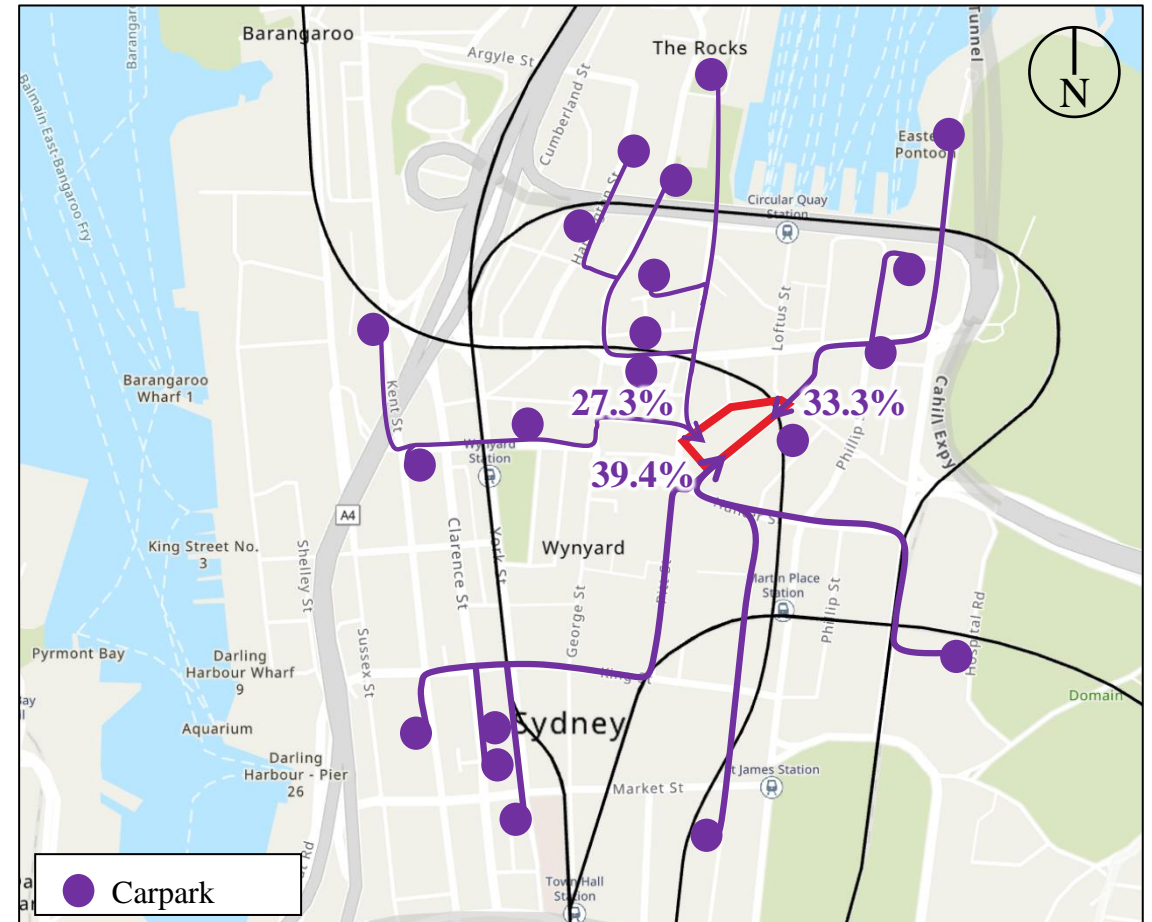 Barangaroo
The Rocks
Tunnel
N
Argyle St
Cumberland St
Balmain East-Bangaroo Fry
Pontoon
Circular Quay
Station
Loftus St
Barangaroo
Wharf 1
Kent St
27.3%
33.3%
Cahill Expy
Wynyard
Station
39.4%
A4
Phillip
King Street No.
3
Shelley St
Clarence St
York St
Wynyard
Martin Place
Station
George St
Phillip St
Hospital Rd
Pyrmont Bay
Darling
Harbour Wharf
9
Sussex St
King St
Domain
Aquarium
Sydney
Darling
Harbour - Pier
26
Market St
St James Station
Town Hall
Station
Carpark